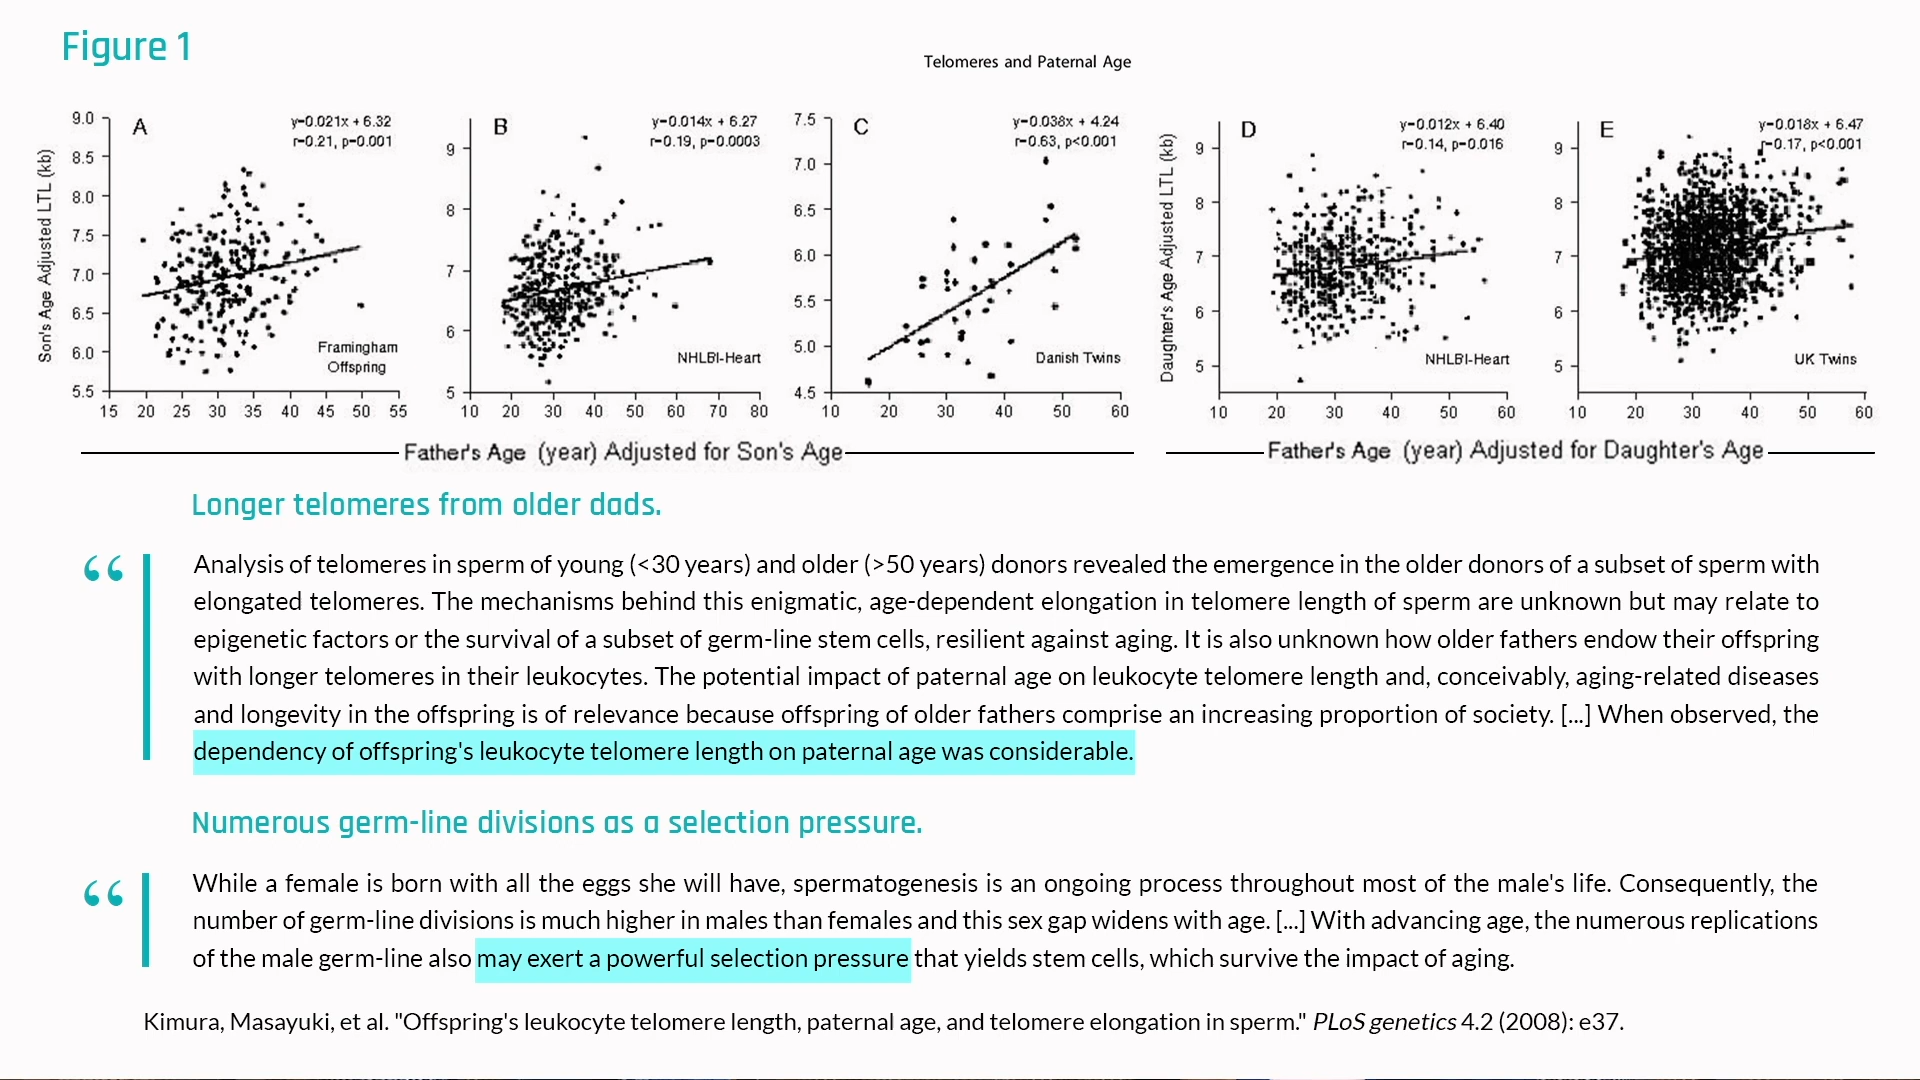 Figure 1
Telomeres and Paternal Age
Son's Age Adjusted LTL (kb)
A
y=0.021x + 6.32
r=0.21, p=0.001
Framingham
Offspring
9.0
8.5
8.0
7.5
7.0
6.5
6.0
5.5
15 20 25 30 35 40 45 50 55
B
y=0.014x + 6.27
r=0.19, p=0.0003
NHLBI-Heart
9
8
7
6
5
10 20 30 40 50 60 70 80
C
y=0.038x + 4.24
r=0.63, p<0.001
Danish Twins
7.5
7.0
6.5
6.0
5.5
5.0
4.5
10 20 30 40 50 60
Father's Age (year) Adjusted for Son's Age
Daughter's Age Adjusted LTL (kb)
D
y=0.012x + 6.40
r=0.14, p=0.016
NHLBI-Heart
9
8
7
6
5
10 20 30 40 50 60
E
y=0.018x + 6.47
r=0.17, p<0.001
UK Twins
9
8
7
6
5
10 20 30 40 50 60
Father's Age (year) Adjusted for Daughter's Age
Longer telomeres from older dads.
“
Analysis of telomeres in sperm of young (<30 years) and older (>50 years) donors revealed the emergence in the older donors of a subset of sperm with
elongated telomeres. The mechanisms behind this enigmatic, age-dependent elongation in telomere length of sperm are unknown but may relate to
epigenetic factors or the survival of a subset of germ-line stem cells, resilient against aging. It is also unknown how older fathers endow their offspring
with longer telomeres in their leukocytes. The potential impact of paternal age on leukocyte telomere length and, conceivably, aging-related diseases
and longevity in the offspring is of relevance because offspring of older fathers comprise an increasing proportion of society. [...] When observed, the
dependency of offspring's leukocyte telomere length on paternal age was considerable.
Numerous germ-line divisions as a selection pressure.
“
While a female is born with all the eggs she will have, spermatogenesis is an ongoing process throughout most of the male's life. Consequently, the
number of germ-line divisions is much higher in males than females and this sex gap widens with age. [...] With advancing age, the numerous replications
of the male germ-line also may exert a powerful selection pressure that yields stem cells, which survive the impact of aging.
Kimura, Masayuki, et al. "Offspring's leukocyte telomere length, paternal age, and telomere elongation in sperm." PLoS genetics 4.2 (2008): e37.